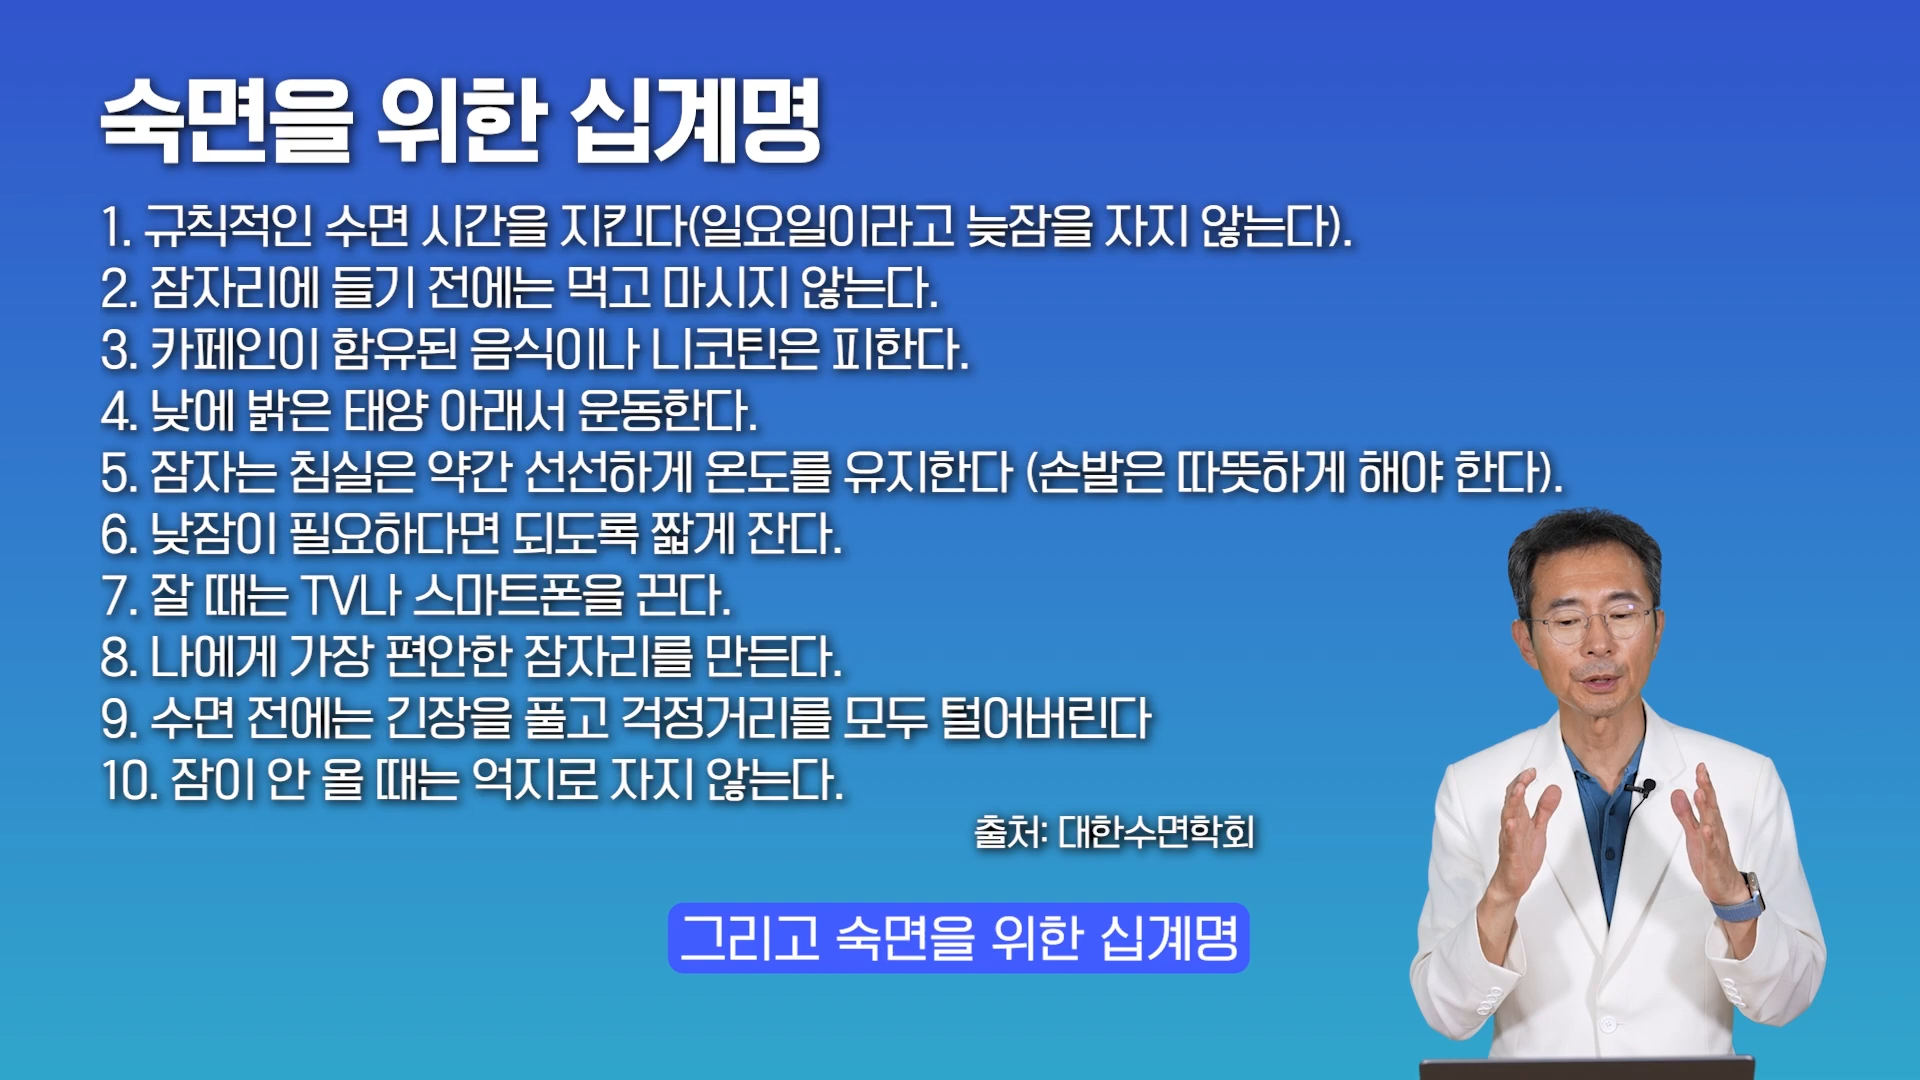 숙면을 위한 십계명
1. 규칙적인 수면 시간을 지킨다(일요일이라고 늦잠을 자지 않는다).
2. 잠자리에 들기 전에는 먹고 마시지 않는다.
3. 카페인이 함유된 음식이나 니코틴은 피한다.
4. 낮에 밝은 태양 아래서 운동한다.
5. 잠자는 침실은 약간 선선하게 온도를 유지한다 (손발은 따뜻하게 해야 한다).
6. 낮잠이 필요하다면 되도록 짧게 잔다.
7. 잘 때는 TV나 스마트폰을 끈다.
8. 나에게 가장 편안한 잠자리를 만든다.
9. 수면 전에는 긴장을 풀고 걱정거리를 모두 털어버린다
10. 잠이 안 올 때는 억지로 자지 않는다.
출처: 대한수면학회
그리고 숙면을 위한 십계명